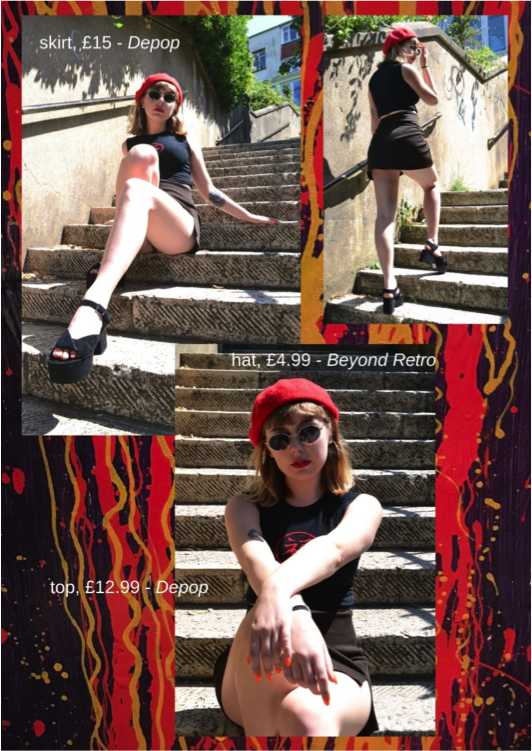 skirt, £15 - Depop
hat, £4.99 - Beyond Retro
top, £12.99 - Depop